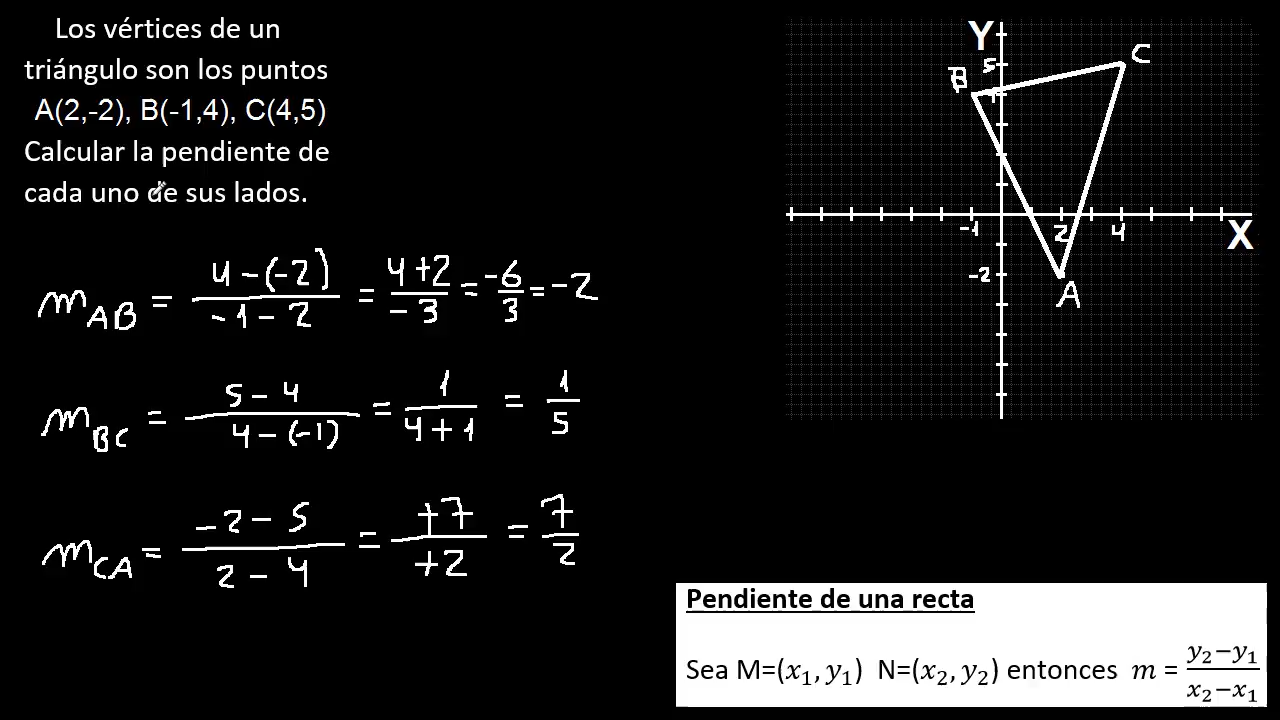 Los vértices de un
triángulo son los puntos
A(2,-2), B(-1,4), C(4,5)
Calcular la pendiente de
cada uno de sus lados.
m_AB = (4-(-2))/(-1-2) = (4+2)/(-3) = -6/3 = -2
m_BC = (5-4)/(4-(-1)) = 1/(4+1) = 1/5
m_CA = (-2-5)/(2-4) = +7/+2 = 7/2
Y
C
B
5
4
-1
2
4
X
-2
A
Pendiente de una recta
Sea M=(x₁, y₁) N=(x₂, y₂) entonces m = (y₂−y₁)/(x₂−x₁)